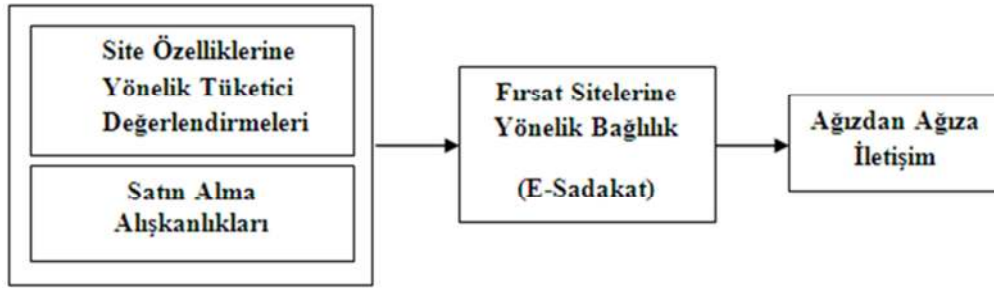 Site Özelliklerine
Yönelik Tüketici
Değerlendirmeleri
Satın Alma
Alışkanlıkları
Fırsat Sitelerine
Yönelik Bağlılık
(E-Sadakat)
Ağızdan Ağıza
İletişim